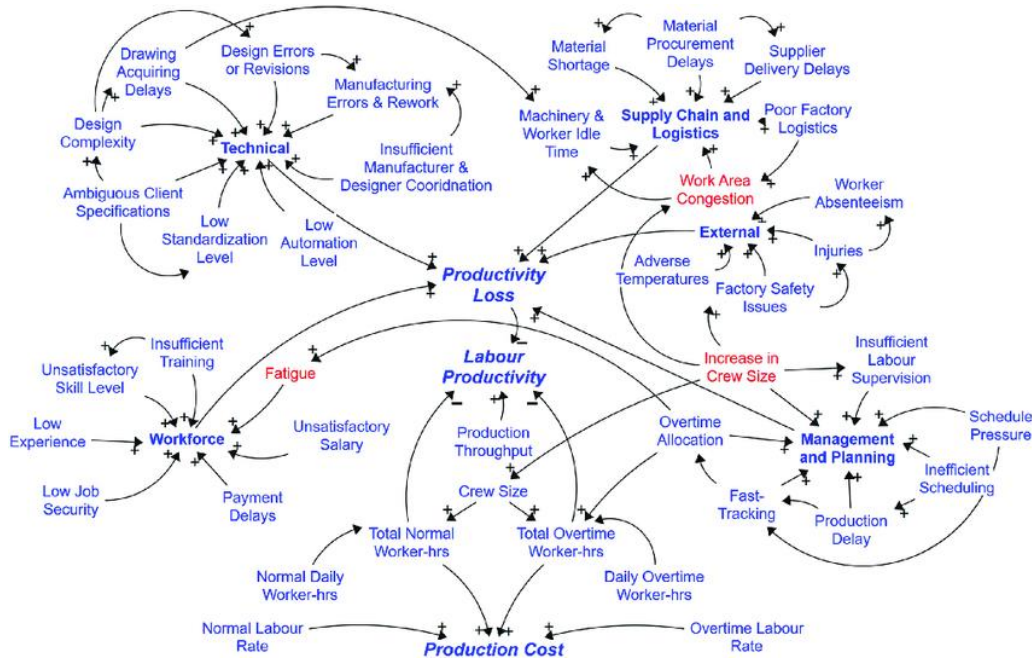 Drawing
Acquiring
Delays
Design Errors
or Revisions
Manufacturing
Errors & Rework
Design
Complexity
Technical
Insufficient
Manufacturer &
Designer Cooridnation
Ambiguous Client
Specifications
Low
Standardization
Level
Low
Automation
Level
Material
Shortage
Material
Procurement
Delays
Supplier
Delivery Delays
Machinery &
Worker Idle
Time
Supply Chain and
Logistics
Poor Factory
Logistics
Work Area
Congestion
Worker
Absenteeism
External
Injuries
Adverse
Temperatures
Factory Safety
Issues
Productivity
Loss
Labour
Productivity
Increase in
Crew Size
Insufficient
Labour
Supervision
Insufficient
Training
Unsatisfactory
Skill Level
Fatigue
Low
Experience
Workforce
Unsatisfactory
Salary
Low Job
Security
Payment
Delays
Production
Throughput
Crew Size
Overtime
Allocation
Management
and Planning
Schedule
Pressure
Inefficient
Scheduling
Fast-
Tracking
Production
Delay
Total Normal
Worker-hrs
Total Overtime
Worker-hrs
Normal Daily
Worker-hrs
Daily Overtime
Worker-hrs
Normal Labour
Rate
Production Cost
Overtime Labour
Rate